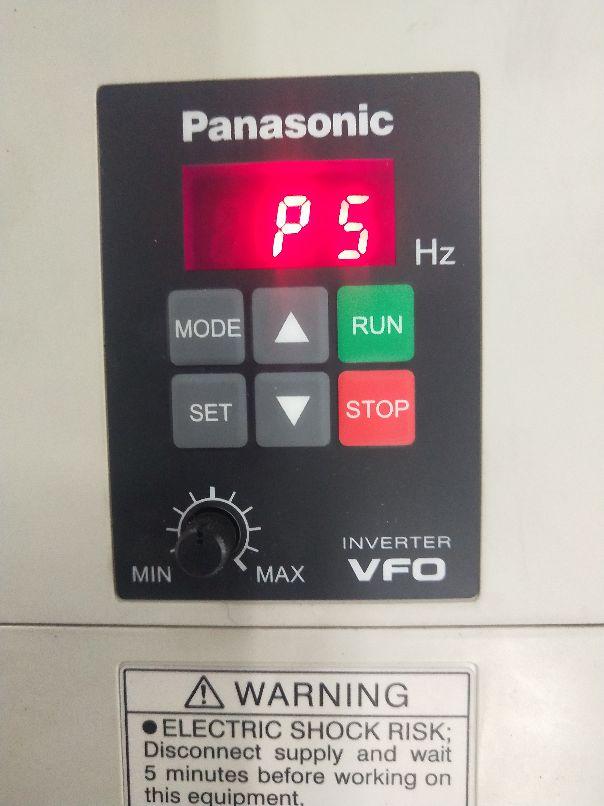 Panasonic
P5
Hz
MODE ▲ RUN
SET ▼ STOP
MIN MAX
INVERTER
VFO
⚠ WARNING
●ELECTRIC SHOCK RISK;
Disconnect supply and wait
5 minutes before working on
this equipment.